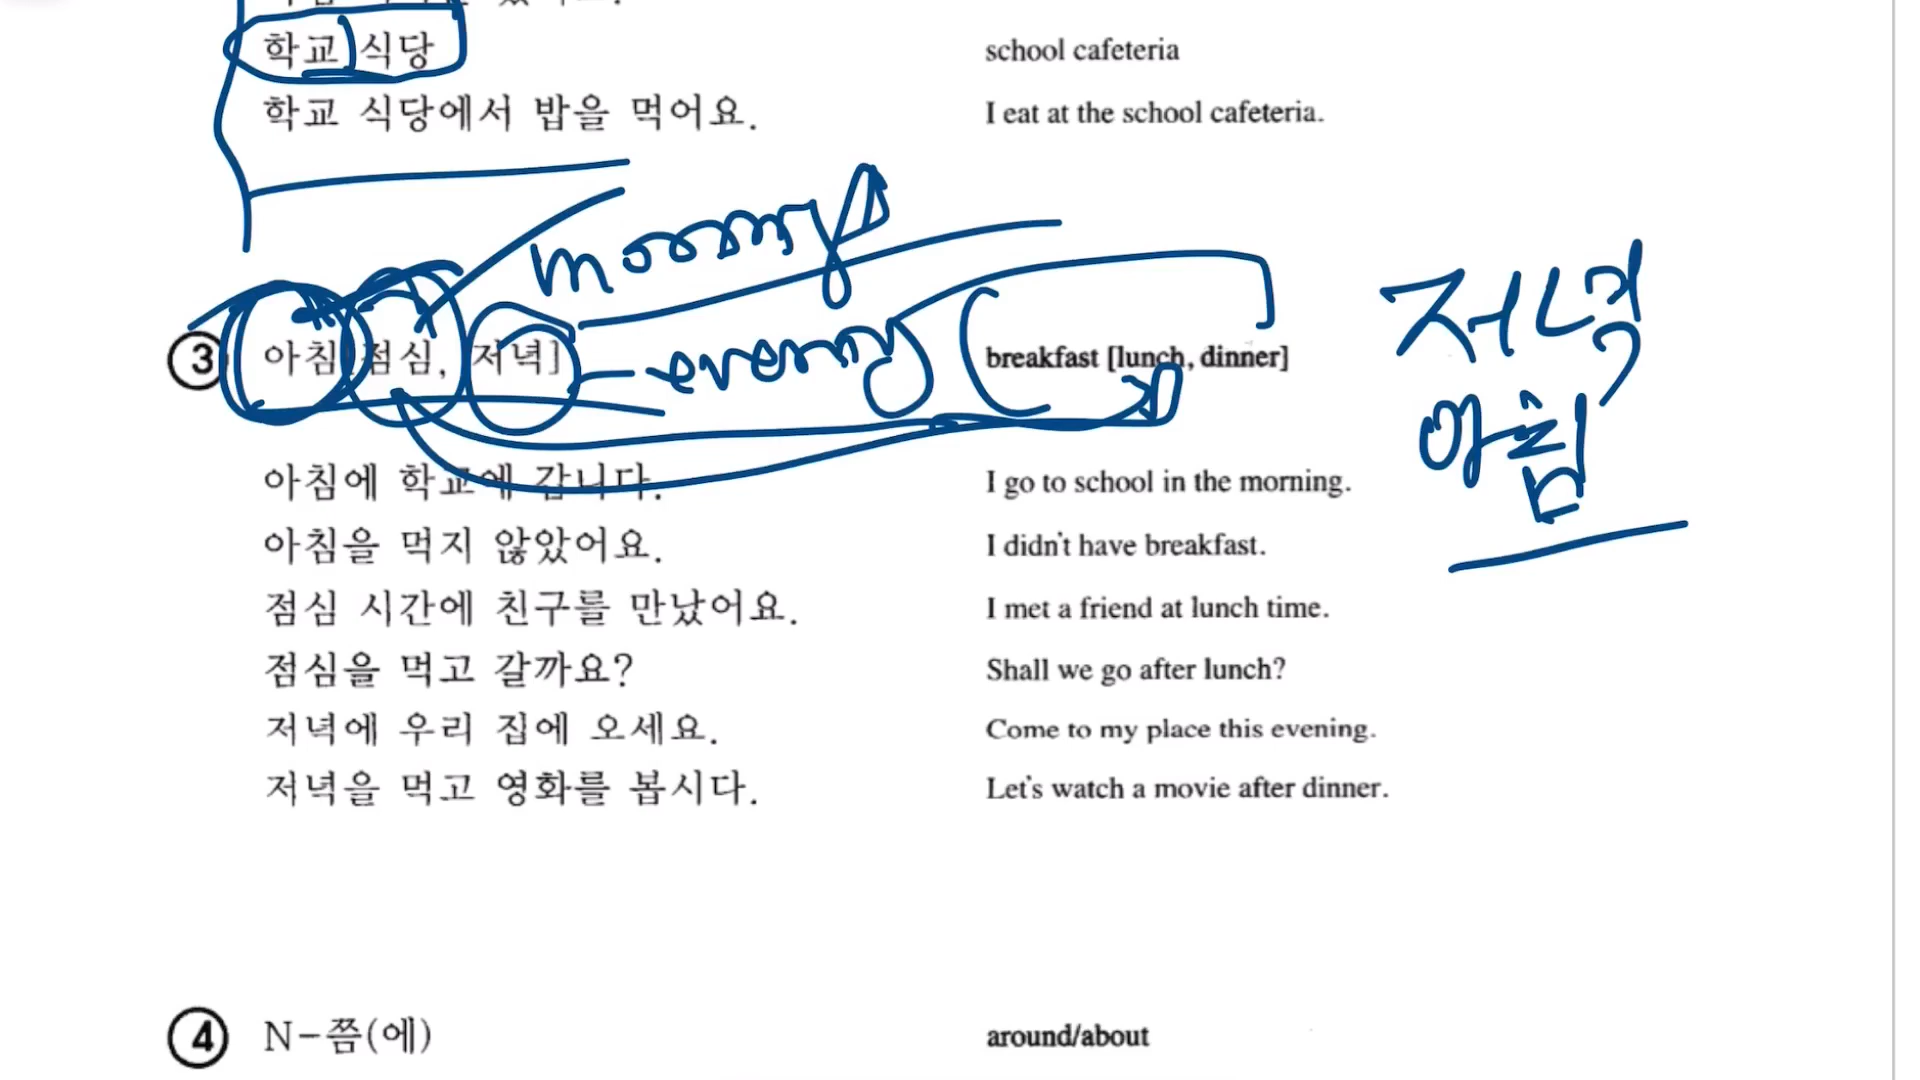 학교 식당 school cafeteria
학교 식당에서 밥을 먹어요. I eat at the school cafeteria.
morning
③ 아침[점심, 저녁] evening breakfast [lunch, dinner]
저녁
아침
아침에 학교에 갑니다. I go to school in the morning.
아침을 먹지 않았어요. I didn't have breakfast.
점심 시간에 친구를 만났어요. I met a friend at lunch time.
점심을 먹고 갈까요? Shall we go after lunch?
저녁에 우리 집에 오세요. Come to my place this evening.
저녁을 먹고 영화를 봅시다. Let's watch a movie after dinner.
④ N-쯤(에) around/about